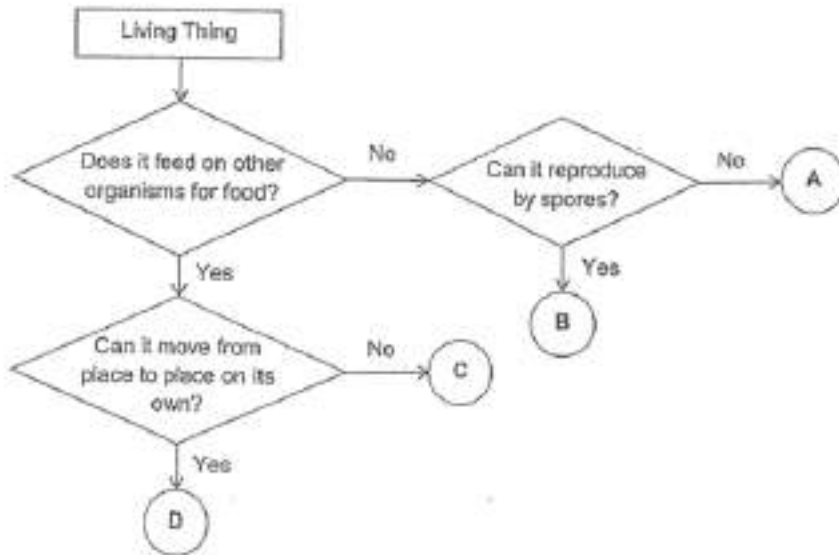 Living Thing
Does it feed on other
organisms for food?
No
Can it reproduce
by spores?
No
A
Yes
Yes
B
Can it move from
place to place on its
own?
No
C
Yes
D